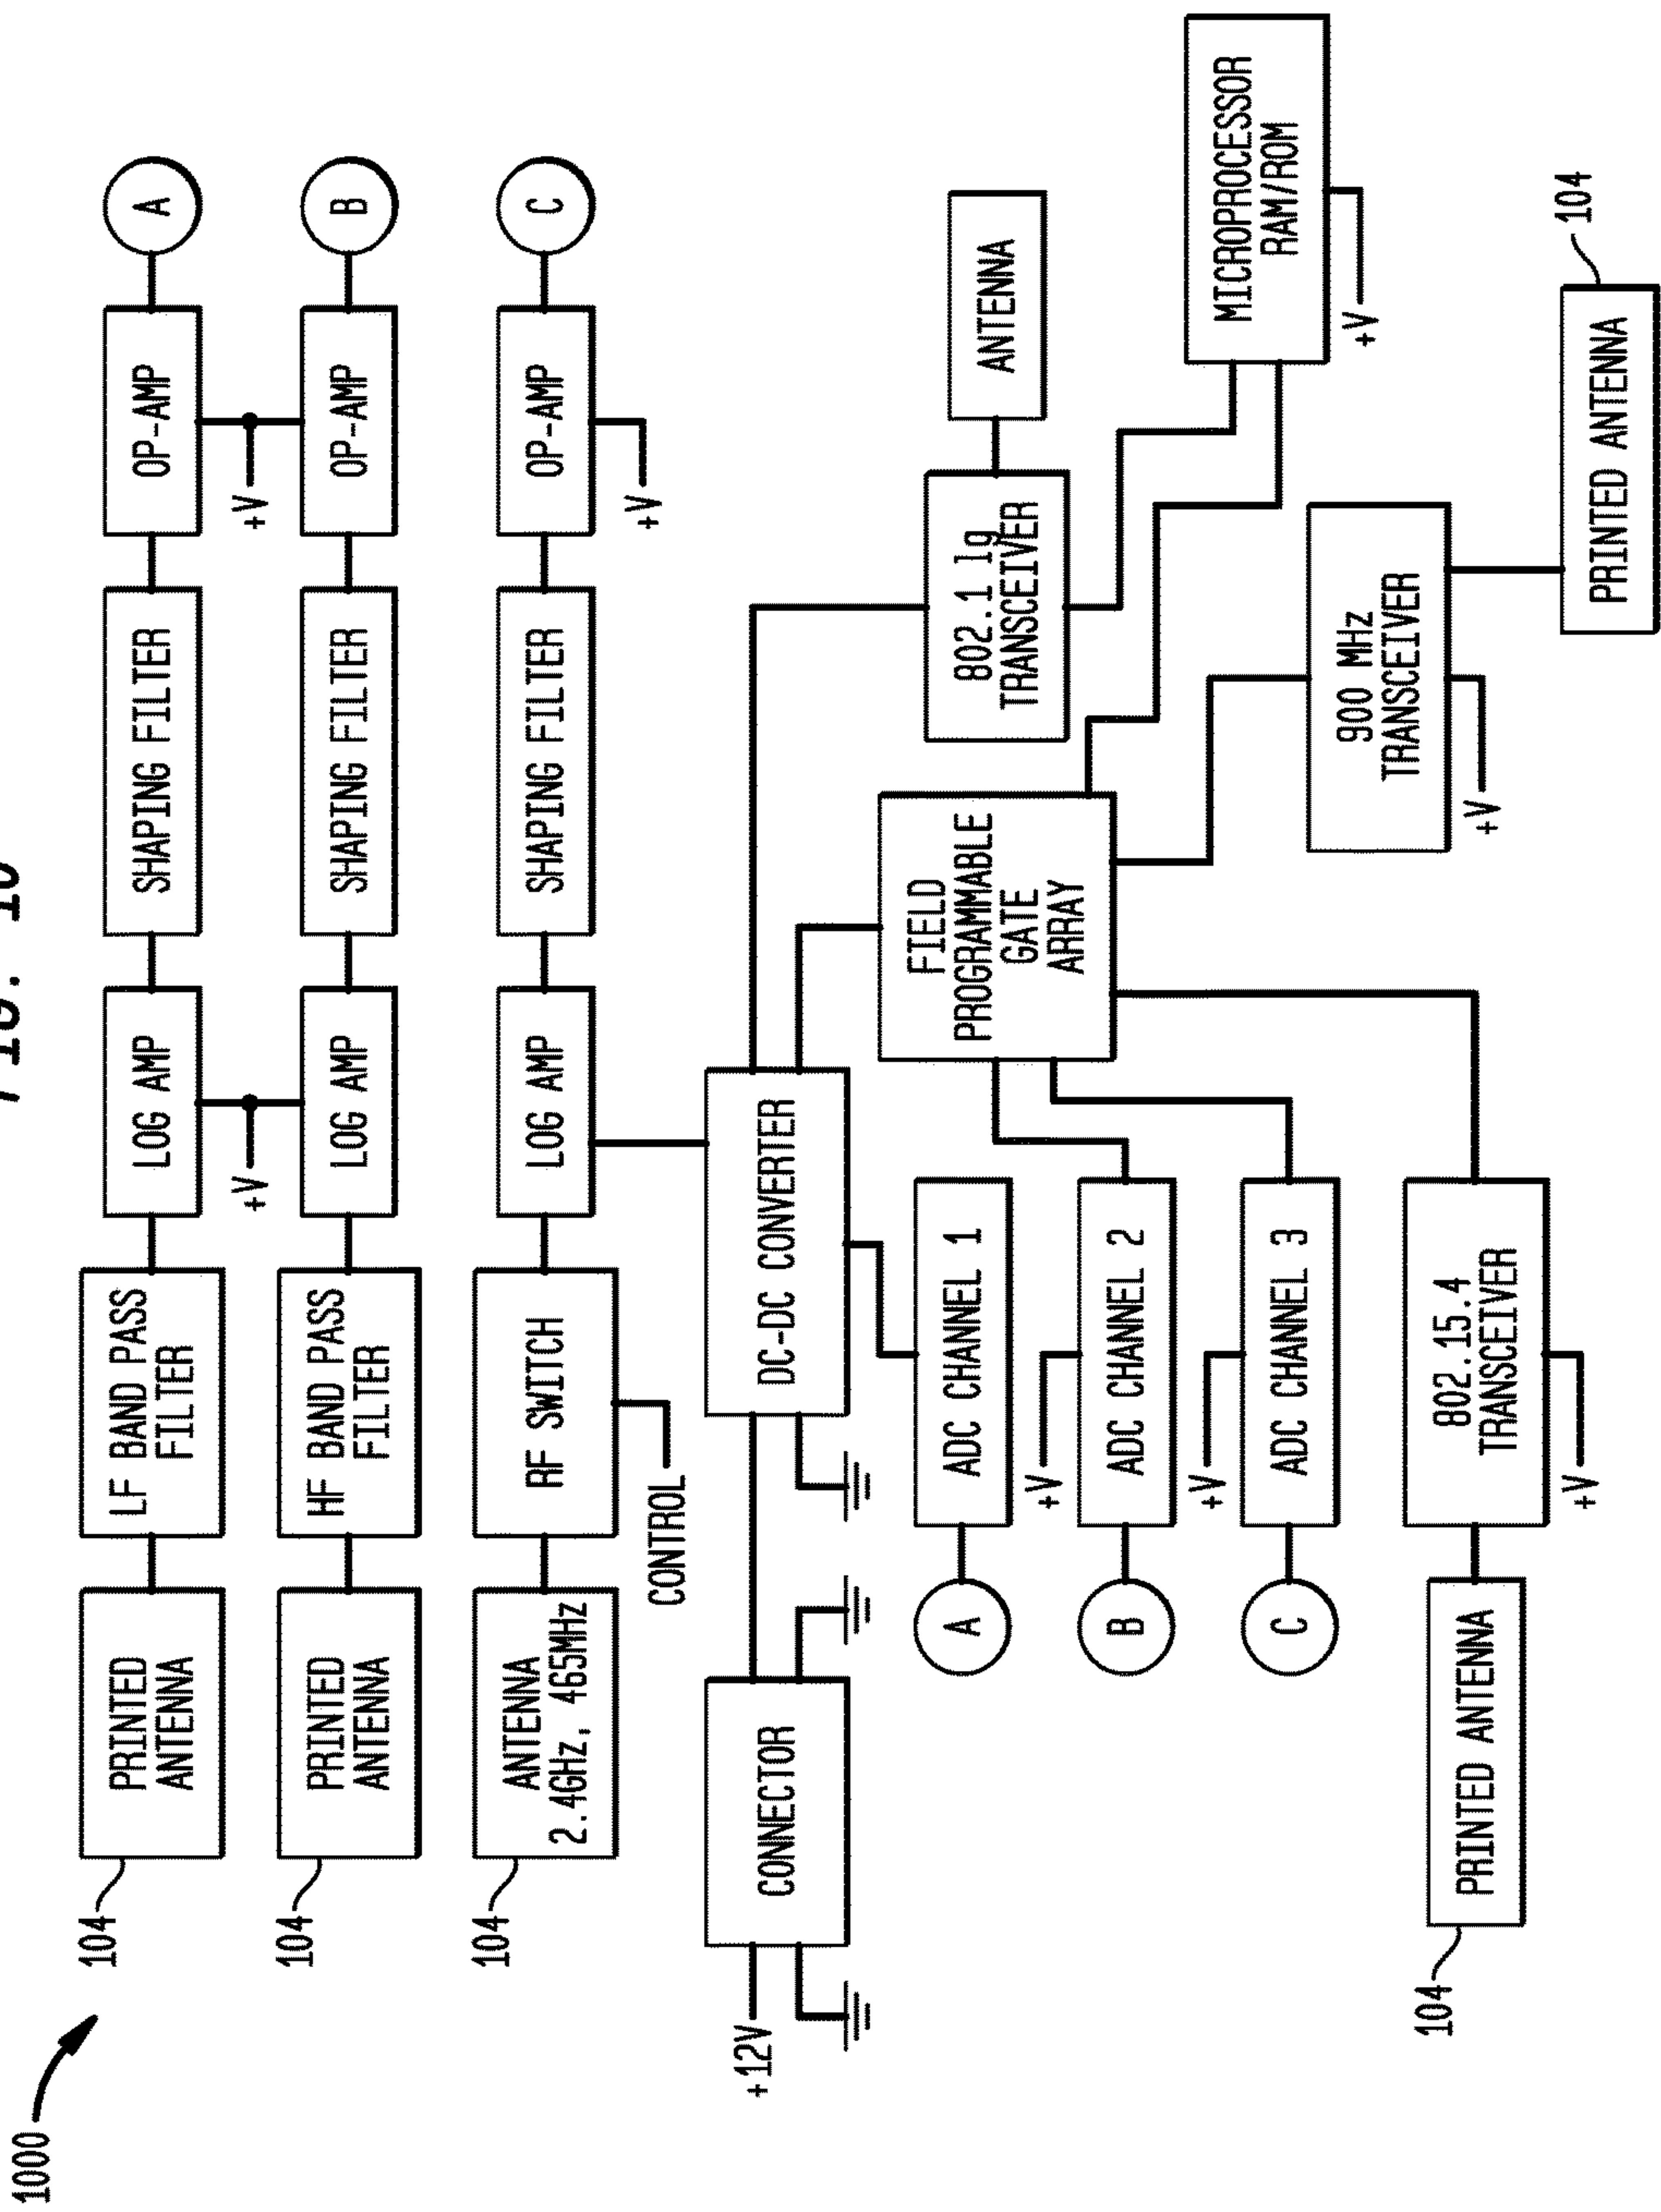 FIG. 10
1000
104
PRINTED
ANTENNA
LF BAND PASS
FILTER
LOG AMP
SHAPING FILTER
OP-AMP
A
+V
+V
104
PRINTED
ANTENNA
HF BAND PASS
FILTER
LOG AMP
SHAPING FILTER
OP-AMP
B
104
ANTENNA
2.4GHz, 465MHz
RF SWITCH
LOG AMP
SHAPING FILTER
OP-AMP
C
CONTROL
+V
+12V
CONNECTOR
DC-DC CONVERTER
802.1 lg
TRANSCEIVER
ANTENNA
FIELD
PROGRAMMABLE
GATE
ARRAY
A
ADC CHANNEL 1
+V
B
ADC CHANNEL 2
+V
C
ADC CHANNEL 3
MICROPROCESSOR
RAM/ROM
+V
900 MHz
TRANSCEIVER
+V
104
PRINTED ANTENNA
802.15.4
TRANSCEIVER
+V
PRINTED ANTENNA
104